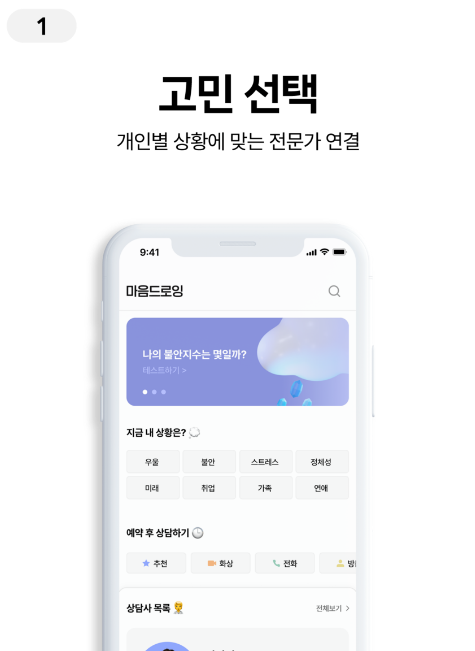 1
고민 선택
개인별 상황에 맞는 전문가 연결
9:41
마음드로잉
나의 불안지수는 몇일까?
테스트하기 >
지금 내 상황은?
우울 불안 스트레스 정체성
미래 취업 가족 연애
예약 후 상담하기
추천 화상 전화
상담사 목록 전체보기 >